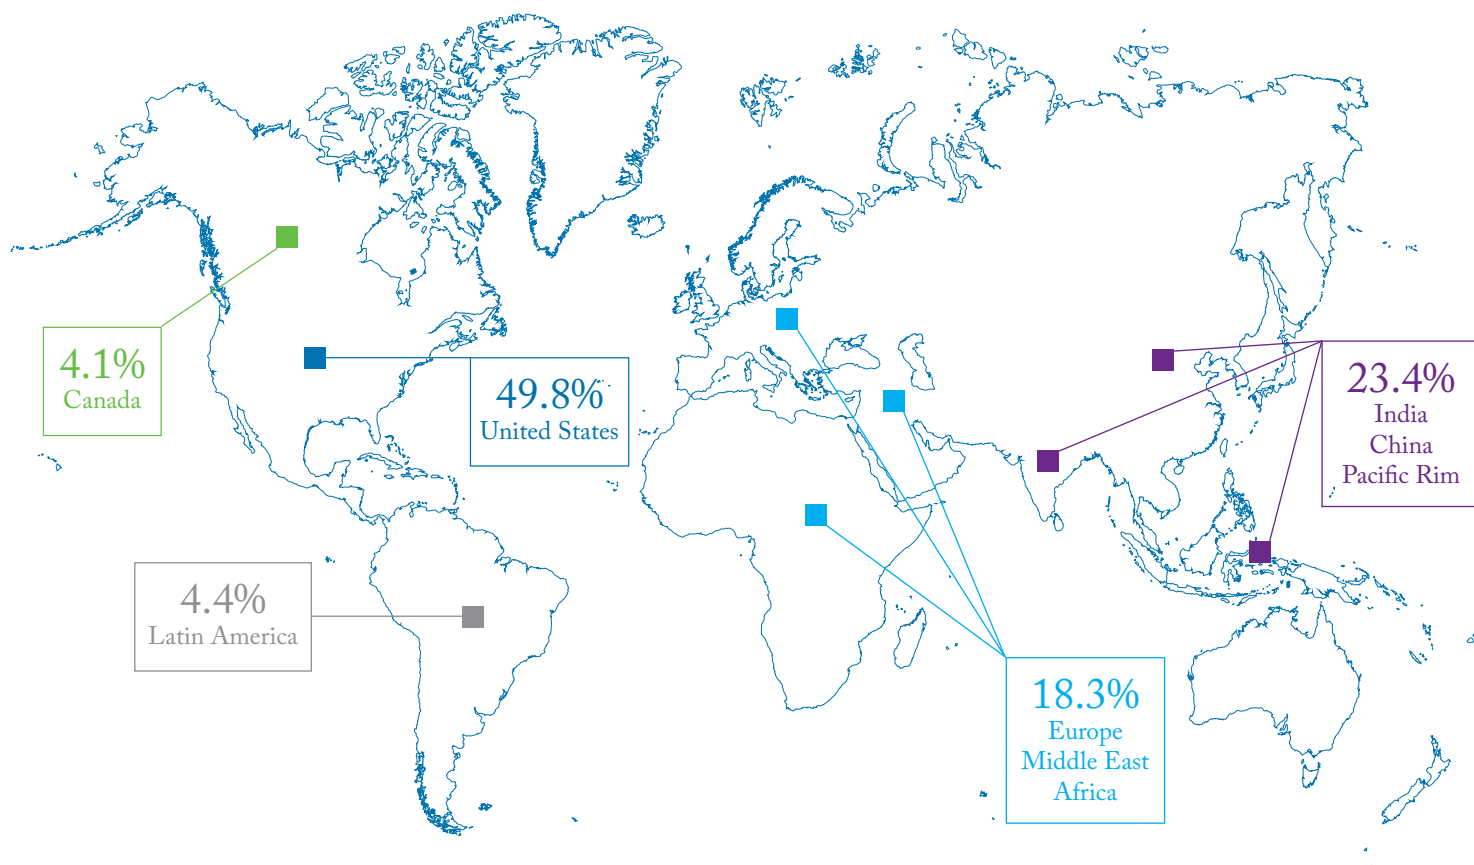 4.1%
Canada
49.8%
United States
23.4%
India
China
Pacific Rim
4.4%
Latin America
18.3%
Europe
Middle East
Africa